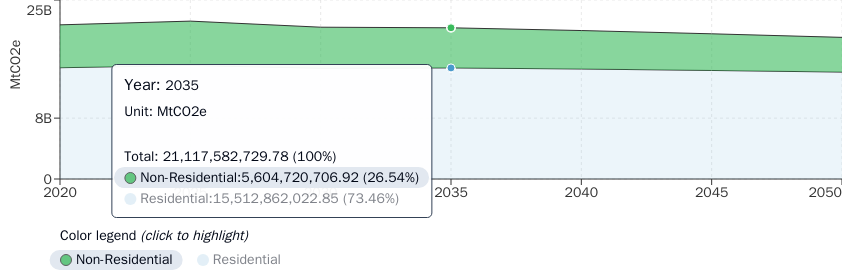 25B
MtCO2e
Year: 2035
Unit: MtCO2e
8B
Total: 21,117,582,729.78 (100%)
Non-Residential:5,604,720,706.92 (26.54%)
0
Residential:15,512,862,022.85 (73.46%)
2020 2035 2040 2045 2050
Color legend (click to highlight)
Non-Residential Residential